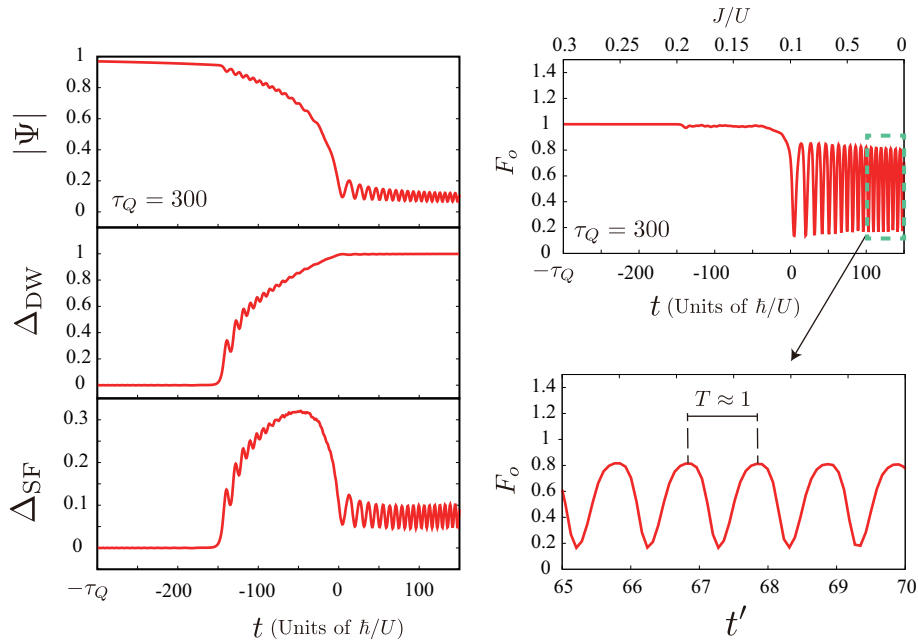 |Ψ|
1
0.8
0.6
0.4
0.2
0
τ_Q = 300
Δ_DW
1
0.8
0.6
0.4
0.2
0
Δ_SF
0.3
0.1
0
−τ_Q -200 -100 0 100
t (Units of ℏ/U)
J/U
0.3 0.25 0.2 0.15 0.1 0.05 0
F_o
1.4
1.2
1
0.8
0.6
0.4
0.2
0
τ_Q = 300
−τ_Q -200 -100 0 100
t (Units of ℏ/U)
F_o
1.4
1.2
1
0.8
0.6
0.4
0.2
0
T ≈ 1
65 66 67 68 69 70
t′